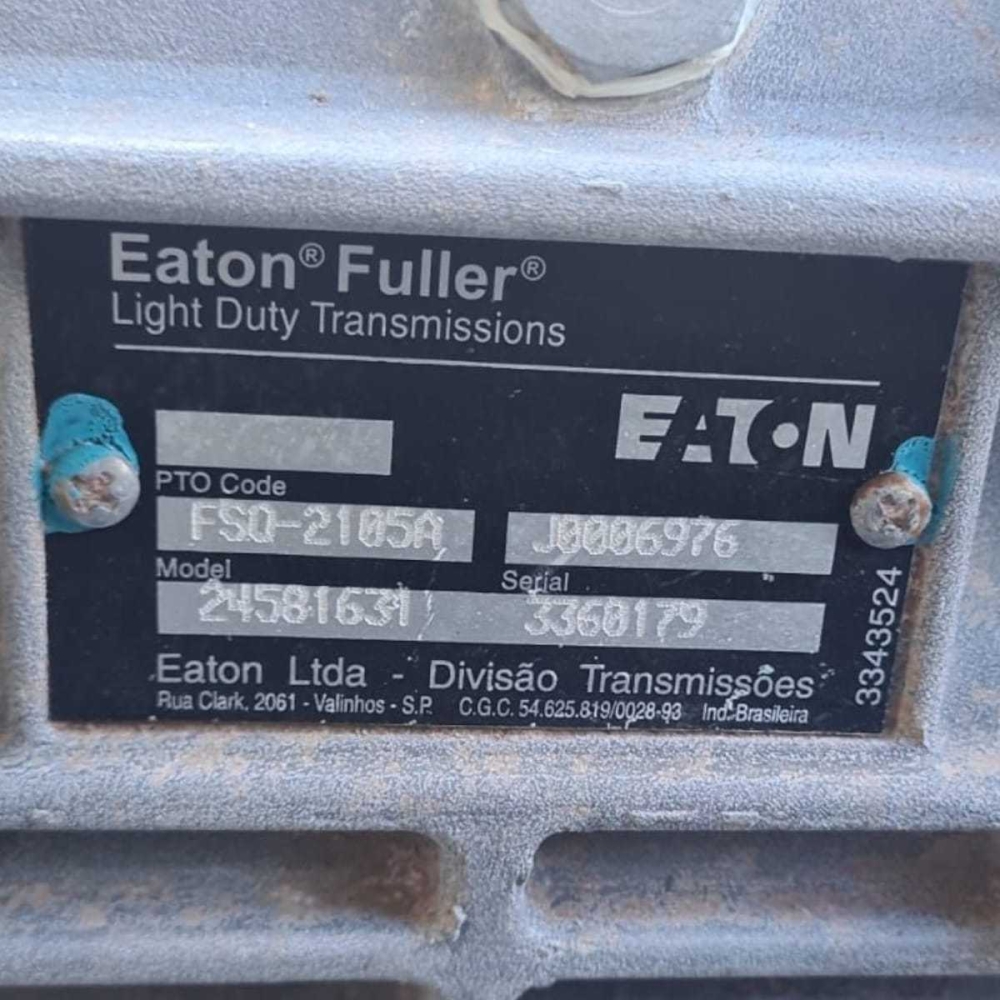 Eaton® Fuller®
Light Duty Transmissions
EATON
PTO Code
FSO-2105A J0006976
Model Serial
24581631 3360179
Eaton Ltda - Divisão Transmissões
Rua Clark, 2061 - Valinhos - S.P. C.G.C. 54.625.819/0028-93 Ind. Brasileira
3343524